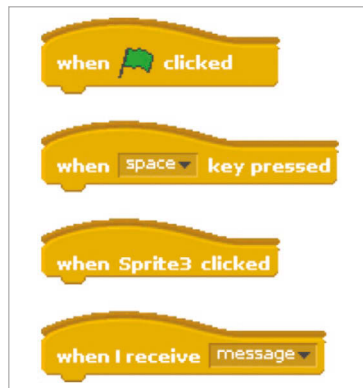 when clicked
when space key pressed
when Sprite3 clicked
when I receive message